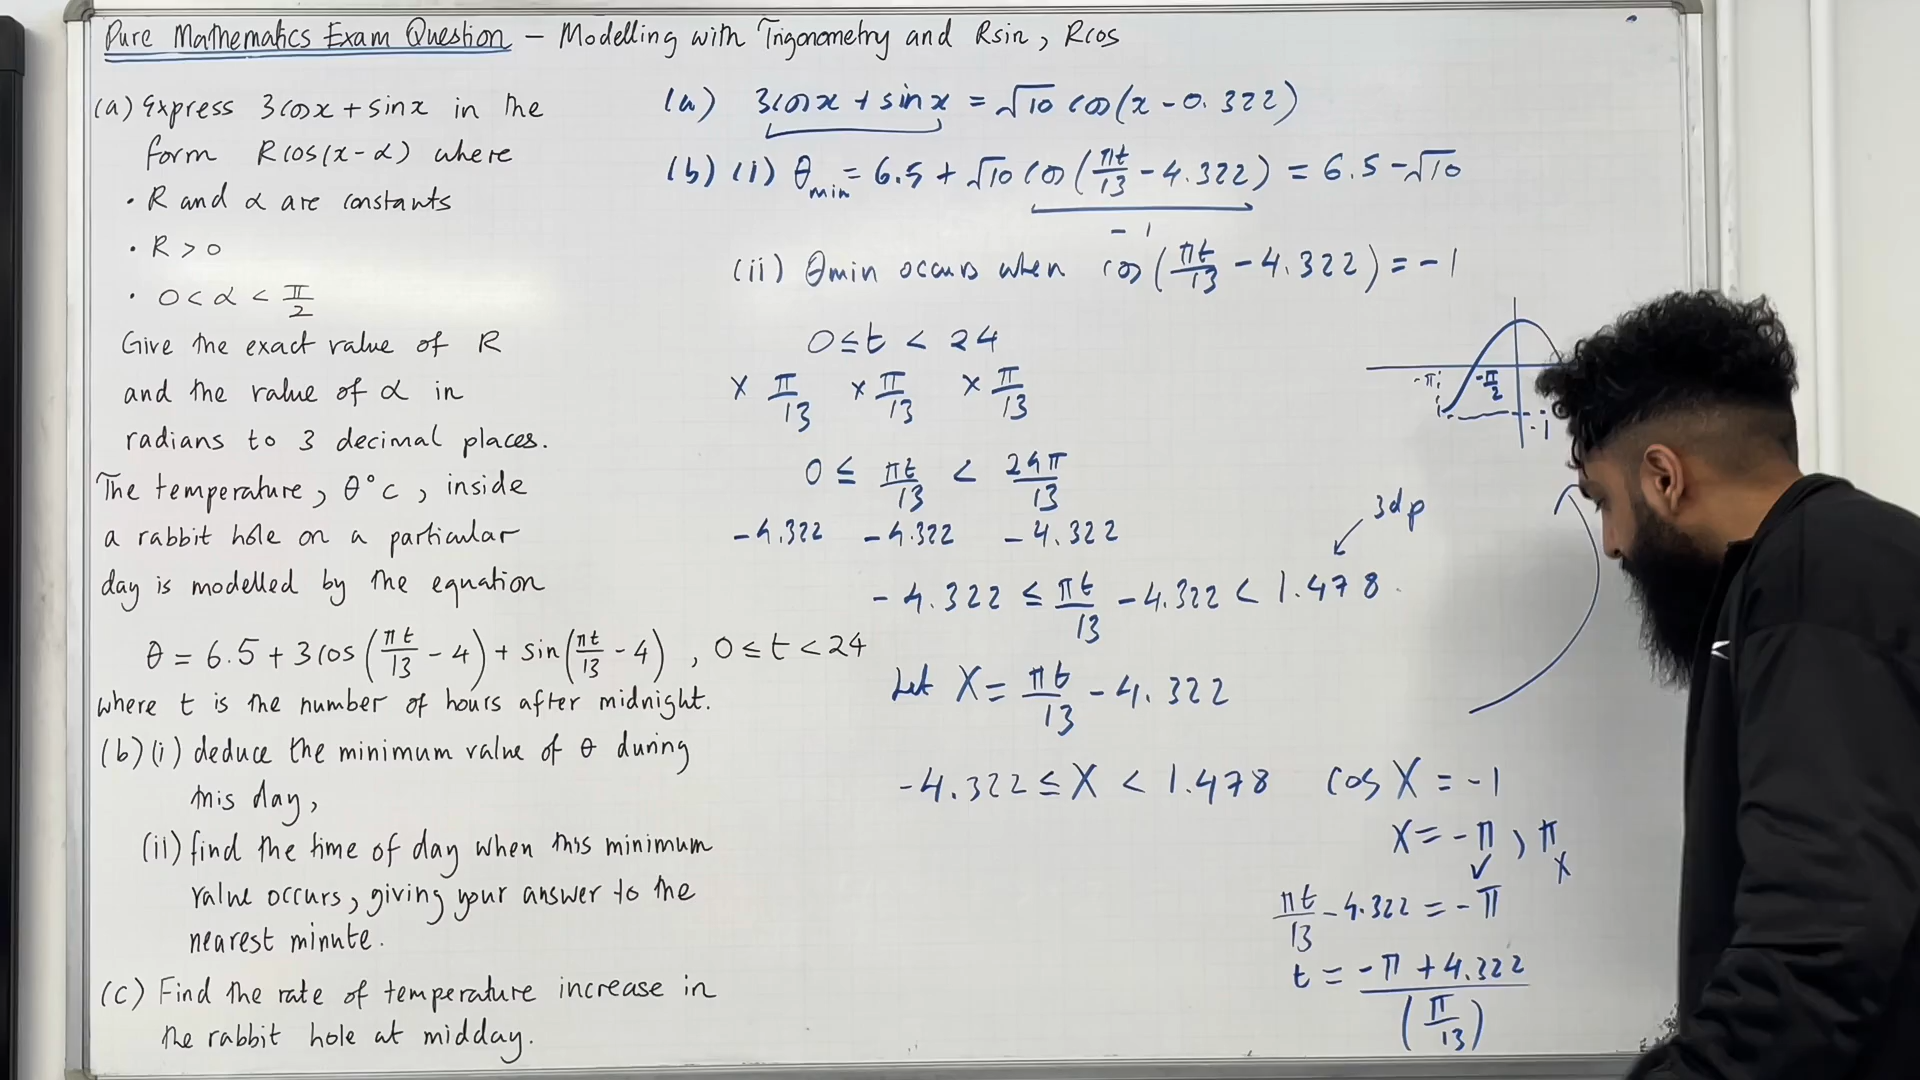 Pure Mathematics Exam Question – Modelling with Trigonometry and Rsin, Rcos
(a) Express 3cosx + sinx in the
form Rcos(x-α) where
• R and α are constants
• R > 0
• 0 < α < π/2
Give the exact value of R
and the value of α in
radians to 3 decimal places.
The temperature, θ°c, inside
a rabbit hole on a particular
day is modelled by the equation
θ = 6.5 + 3cos(πt/13 - 4) + sin(πt/13 - 4), 0 ≤ t < 24
where t is the number of hours after midnight.
(b)(i) deduce the minimum value of θ during
this day,
(ii) find the time of day when this minimum
value occurs, giving your answer to the
nearest minute.
(c) Find the rate of temperature increase in
the rabbit hole at midday.
(a) 3cosx + sinx = √10 cos(x - 0.322)
(b)(i) θmin = 6.5 + √10 cos(πt/13 - 4.322) = 6.5 - √10
-1
(ii) θmin occurs when cos(πt/13 - 4.322) = -1
0 ≤ t < 24
× π/13 × π/13 × π/13
0 ≤ πt/13 < 24π/13
-4.322 -4.322 -4.322
-4.322 ≤ πt/13 - 4.322 < 1.478
3dp
Let X = πt/13 - 4.322
-4.322 ≤ X < 1.478
-π -π/2
-1
cos X = -1
X = -π, π
✓ X
πt/13 - 4.322 = -π
t = -π + 4.322 / (π/13)